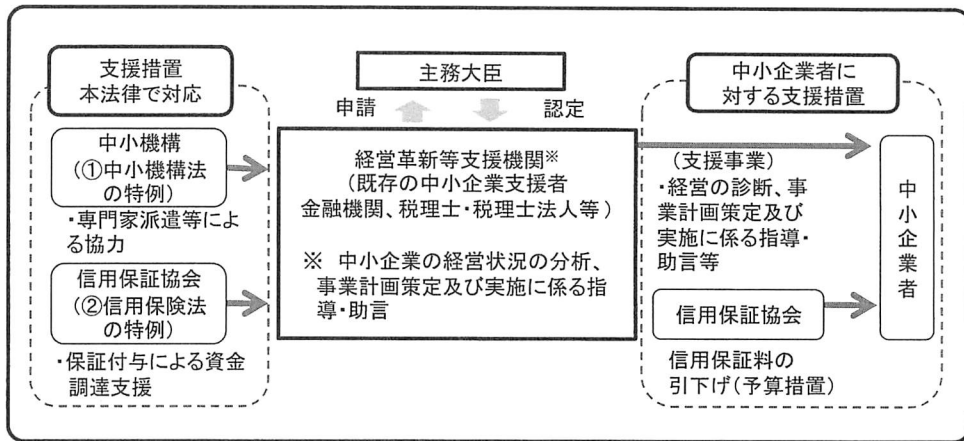 支援措置
本法律で対応
中小機構
(①中小機構法
の特例)
・専門家派遣等によ
る協力
信用保証協会
(②信用保険法
の特例)
・保証付与による資金
調達支援
主務大臣
申請
認定
経営革新等支援機関※
(既存の中小企業支援者
金融機関、税理士・税理士法人等)
※ 中小企業の経営状況の分析、
事業計画策定及び実施に係る指
導・助言
中小企業者に
対する支援措置
(支援事業)
・経営の診断、事
業計画策定及び
実施に係る指導・
助言等
信用保証協会
信用保証料の
引下げ(予算措置)
中小企業者